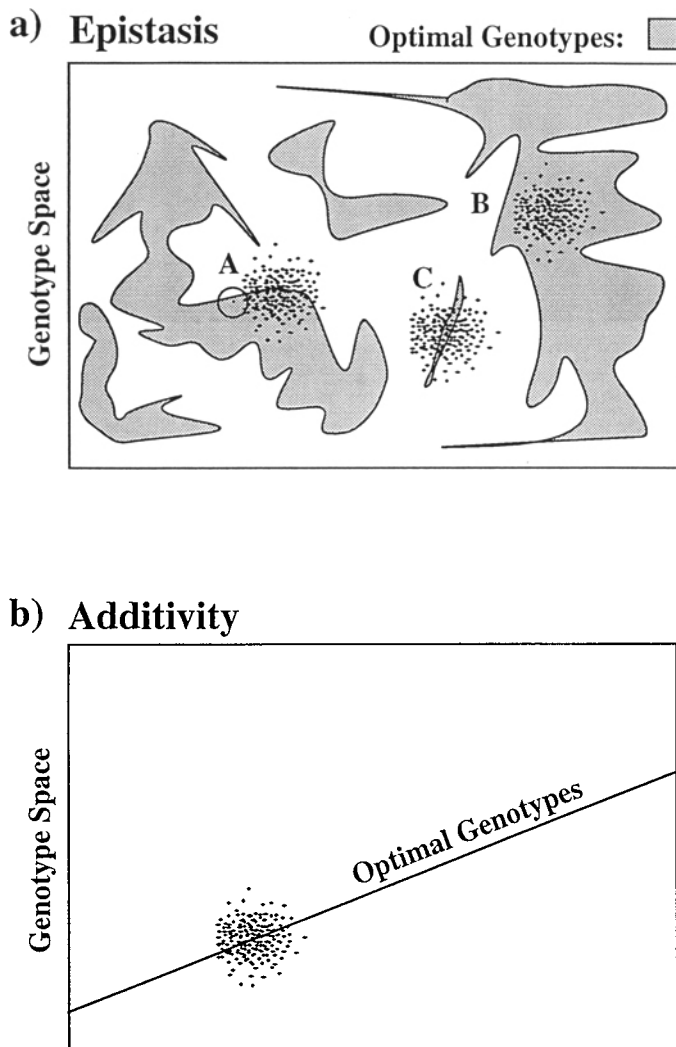 a) Epistasis Optimal Genotypes:
Genotype Space
A
B
C
b) Additivity
Genotype Space
Optimal Genotypes